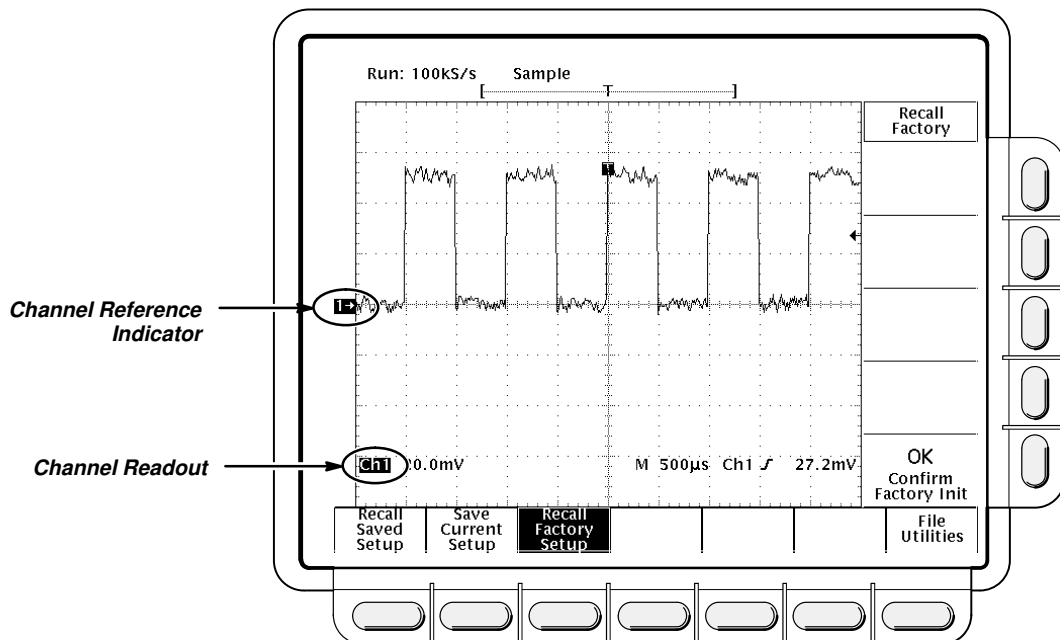 Run: 100kS/s Sample
[ T ]
Recall
Factory
T
Channel Reference
Indicator
1→
Channel Readout
Ch1 20.0mV M 500µs Ch1 27.2mV
OK
Confirm
Factory Init
Recall
Saved
Setup
Save
Current
Setup
Recall
Factory
Setup
File
Utilities